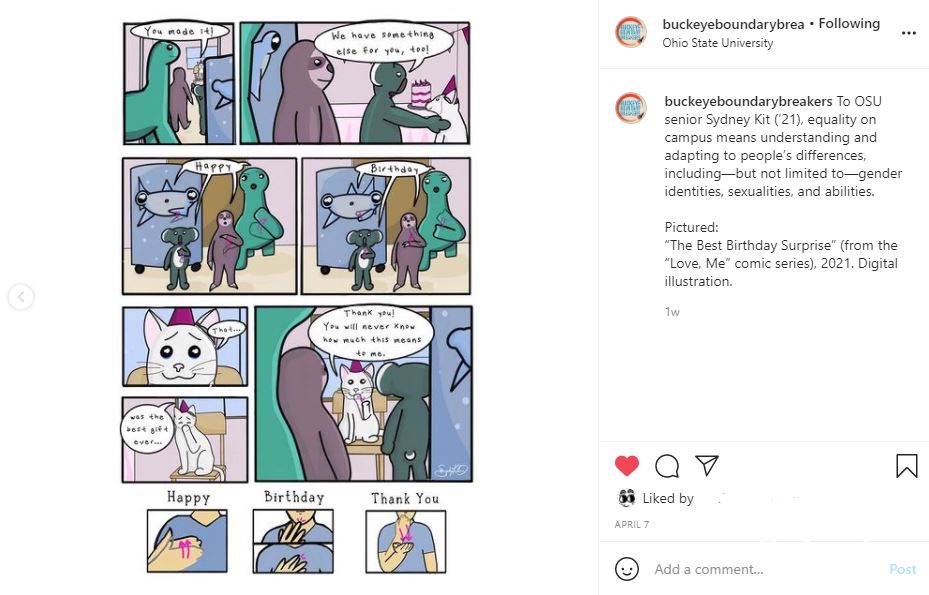 You made it!
We have something
else for you, too!
Happy
Birthday
That...
was the
best gift
ever...
Thank you!
You will never know
how much this means
to me.
Happy
Birthday
Thank You
buckeyeboundarybrea • Following
Ohio State University
buckeyeboundarybreakers To OSU
senior Sydney Kit ('21), equality on
campus means understanding and
adapting to people's differences,
including—but not limited to—gender
identities, sexualities, and abilities.
Pictured:
“The Best Birthday Surprise” (from the
“Love, Me” comic series), 2021. Digital
illustration.
1w
Liked by
APRIL 7
Add a comment...
Post